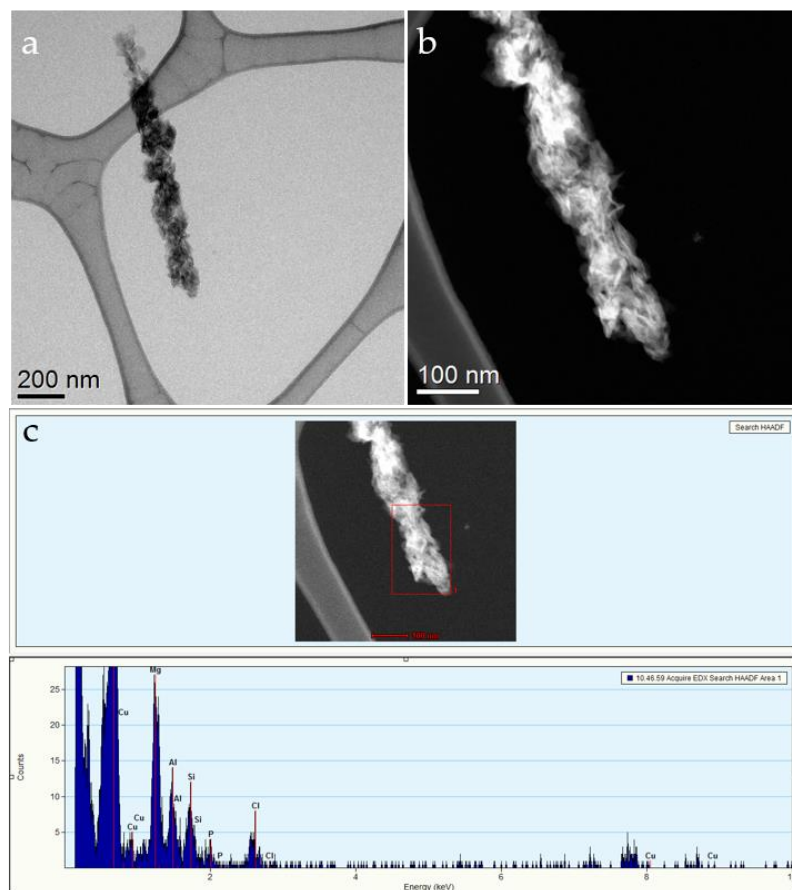 a
200 nm
b
100 nm
c
Search HAADF
10.46.59 Acquire EDX Search HAADF Area 1
25
20
15
10
5
Counts
Cu
Cu
Cu
Mg
Al
Al
Si
Si
P
P
Cl
Cl
Cu
Cu
2
4
6
8
10
Energy (keV)